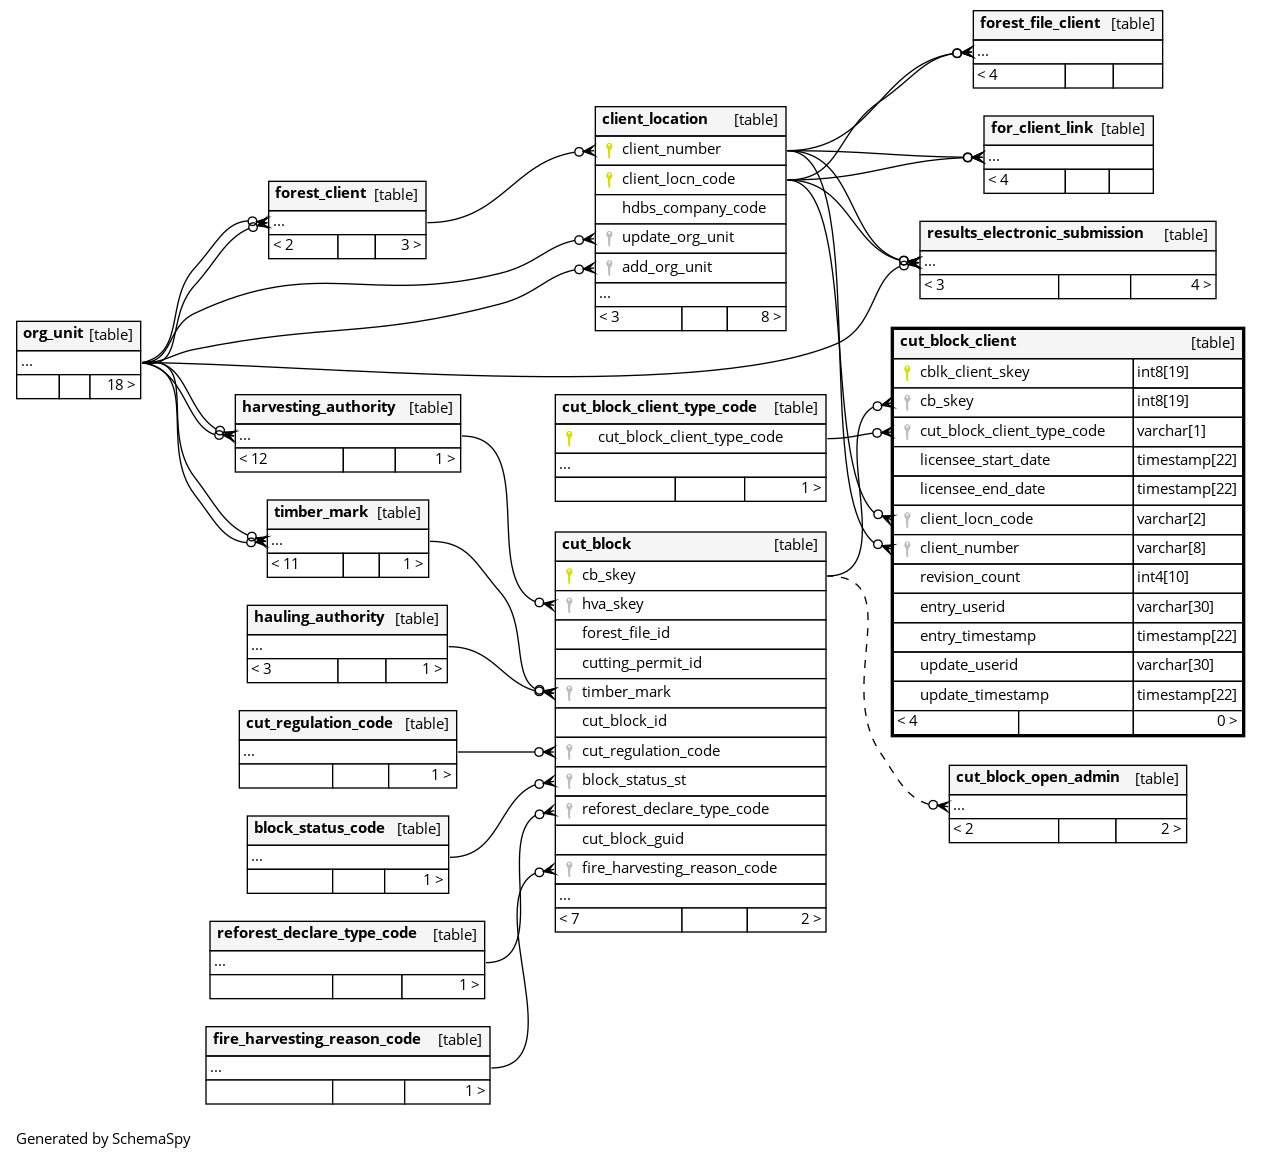 forest_file_client [table]
...
< 4
client_location [table]
client_number
client_locn_code
hdbs_company_code
update_org_unit
add_org_unit
...
< 3 8 >
for_client_link [table]
...
< 4
forest_client [table]
...
< 2 3 >
results_electronic_submission [table]
...
< 3 4 >
org_unit [table]
...
18 >
cut_block_client [table]
cblk_client_skey int8[19]
cb_skey int8[19]
cut_block_client_type_code varchar[1]
licensee_start_date timestamp[22]
licensee_end_date timestamp[22]
client_locn_code varchar[2]
client_number varchar[8]
revision_count int4[10]
entry_userid varchar[30]
entry_timestamp timestamp[22]
update_userid varchar[30]
update_timestamp timestamp[22]
< 4 0 >
harvesting_authority [table]
...
< 12 1 >
cut_block_client_type_code [table]
cut_block_client_type_code
...
1 >
timber_mark [table]
...
< 11 1 >
cut_block [table]
cb_skey
hva_skey
forest_file_id
cutting_permit_id
timber_mark
cut_block_id
cut_regulation_code
block_status_st
reforest_declare_type_code
cut_block_guid
fire_harvesting_reason_code
...
< 7 2 >
hauling_authority [table]
...
< 3 1 >
cut_regulation_code [table]
...
1 >
cut_block_open_admin [table]
...
< 2 2 >
block_status_code [table]
...
1 >
reforest_declare_type_code [table]
...
1 >
fire_harvesting_reason_code [table]
...
1 >
Generated by SchemaSpy